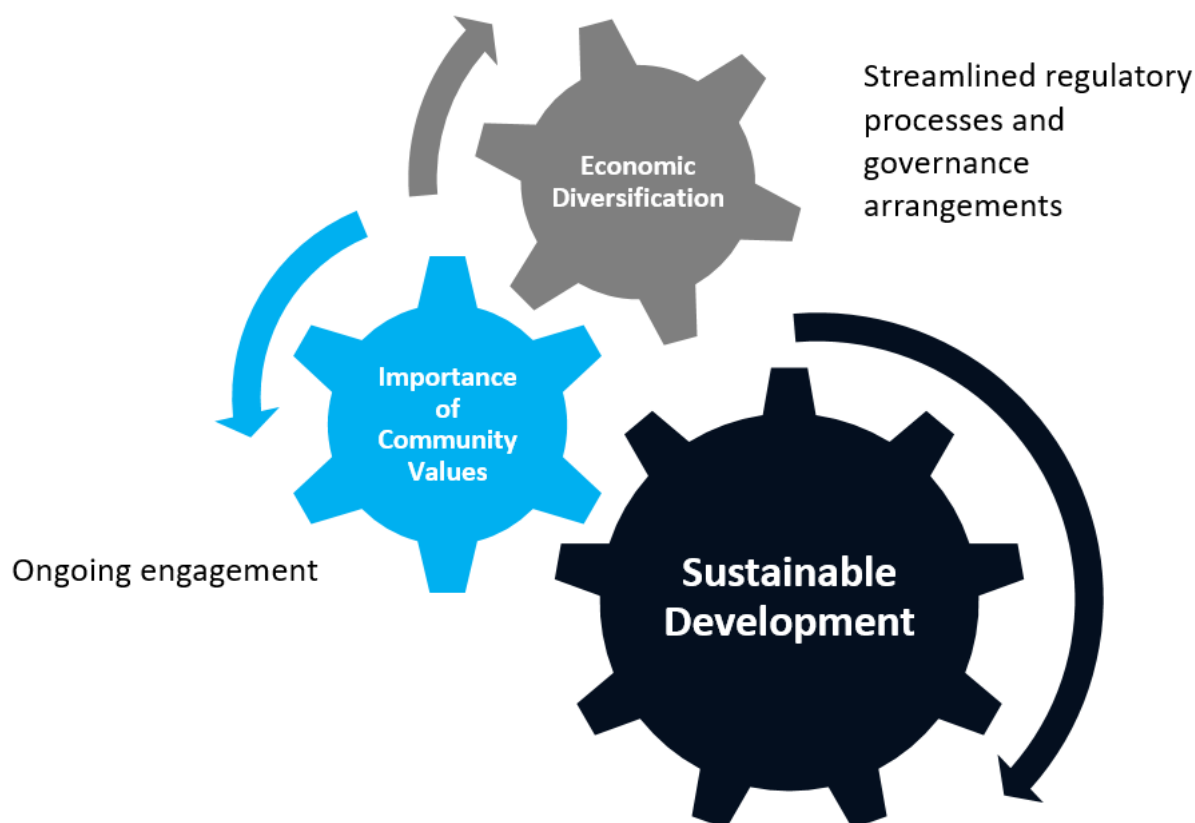 Economic
Diversification
Streamlined regulatory
processes and
governance
arrangements
Importance
of
Community
Values
Ongoing engagement
Sustainable
Development